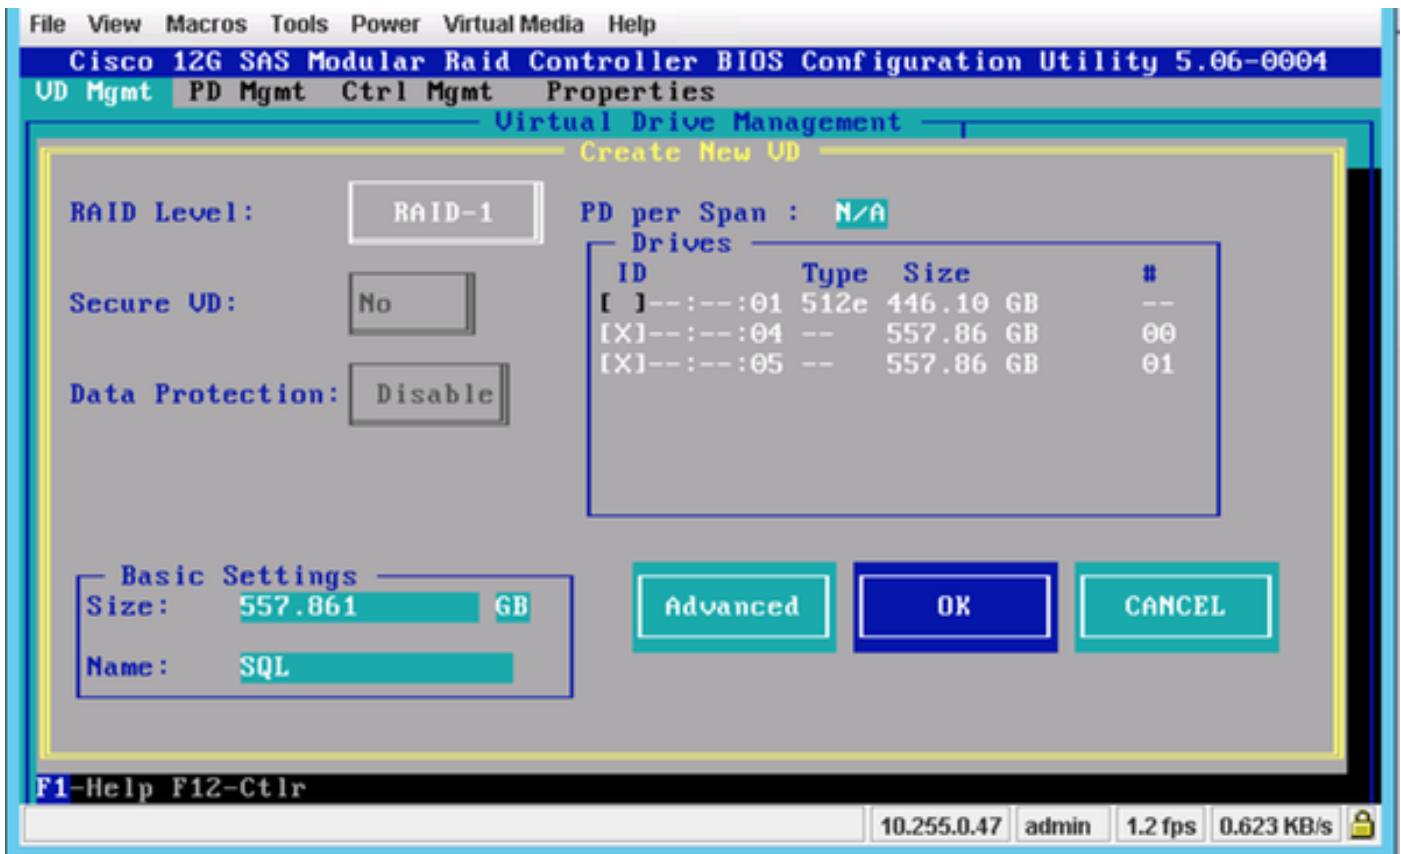 File View Macros Tools Power Virtual Media Help
Cisco 12G SAS Modular Raid Controller BIOS Configuration Utility 5.06-0004
VD Mgmt PD Mgmt Ctrl Mgmt Properties
Virtual Drive Management
Create New VD
RAID Level: RAID-1 PD per Span : N/A
Drives
ID Type Size #
Secure VD: No [ ]--:--:01 512e 446.10 GB --
[X]--:--:04 -- 557.86 GB 00
[X]--:--:05 -- 557.86 GB 01
Data Protection: Disable
Basic Settings
Size: 557.861 GB Advanced OK CANCEL
Name: SQL
F1-Help F12-Ctlr
10.255.0.47 admin 1.2 fps 0.623 KB/s